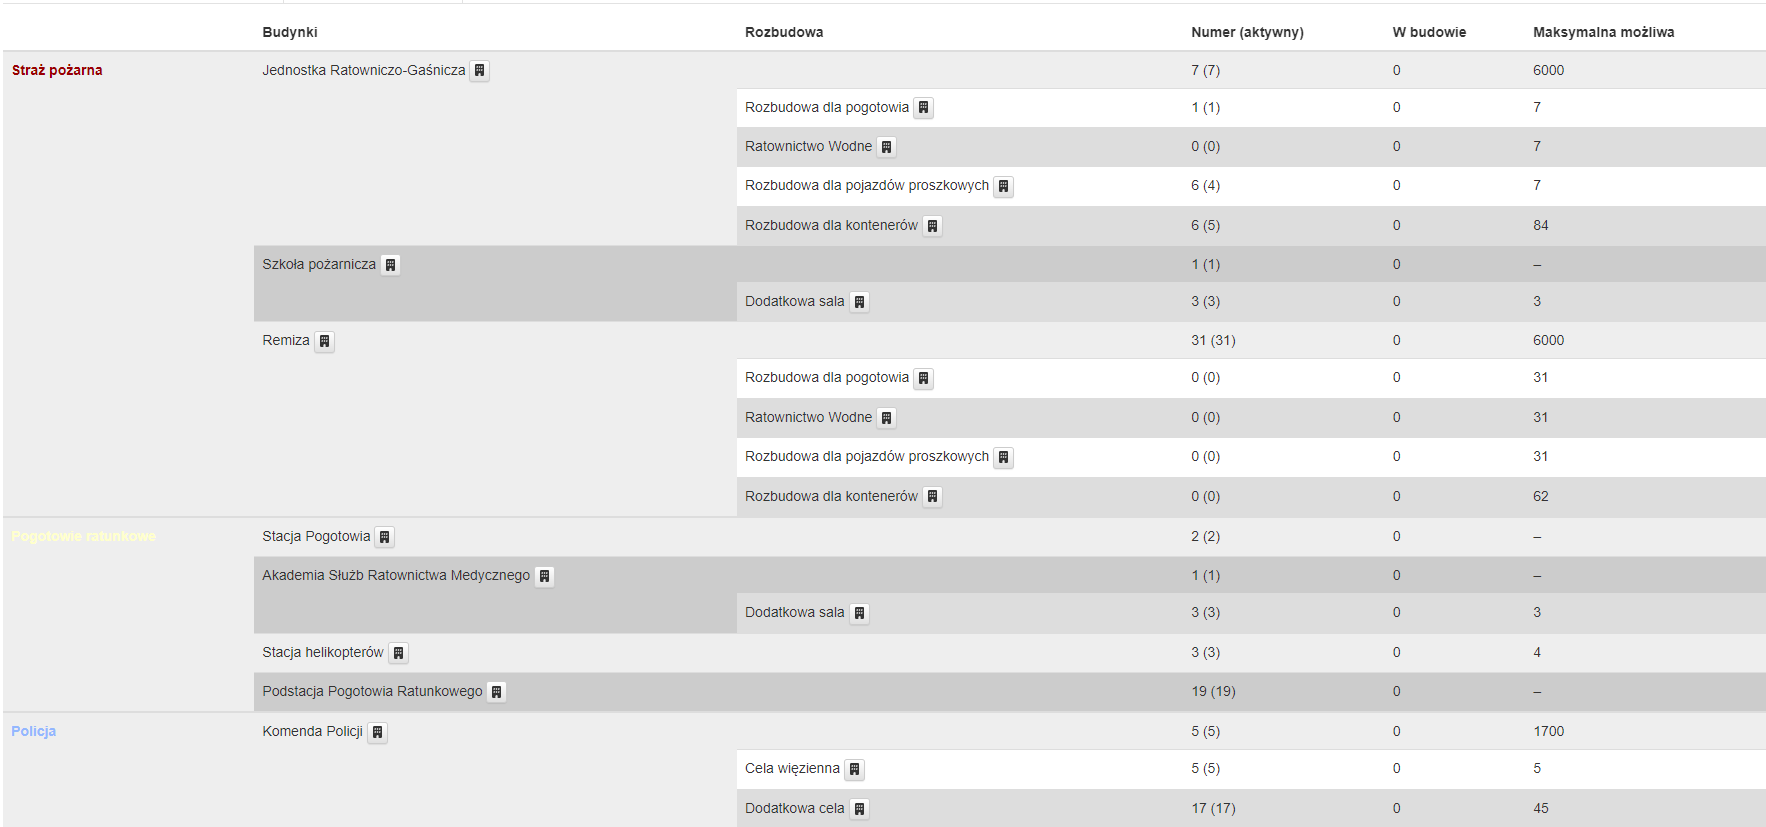 Budynki Rozbudowa Numer (aktywny) W budowie Maksymalna możliwa
Straż pożarna Jednostka Ratowniczo-Gaśnicza 7 (7) 0 6000
Rozbudowa dla pogotowia 1 (1) 0 7
Ratownictwo Wodne 0 (0) 0 7
Rozbudowa dla pojazdów proszkowych 6 (4) 0 7
Rozbudowa dla kontenerów 6 (5) 0 84
Szkoła pożarnicza 1 (1) 0 –
Dodatkowa sala 3 (3) 0 3
Remiza 31 (31) 0 6000
Rozbudowa dla pogotowia 0 (0) 0 31
Ratownictwo Wodne 0 (0) 0 31
Rozbudowa dla pojazdów proszkowych 0 (0) 0 31
Rozbudowa dla kontenerów 0 (0) 0 62
Pogotowie ratunkowe Stacja Pogotowia 2 (2) 0 –
Akademia Służb Ratownictwa Medycznego 1 (1) 0 –
Dodatkowa sala 3 (3) 0 3
Stacja helikopterów 3 (3) 0 4
Podstacja Pogotowia Ratunkowego 19 (19) 0 –
Policja Komenda Policji 5 (5) 0 1700
Cela więzienna 5 (5) 0 5
Dodatkowa cela 17 (17) 0 45